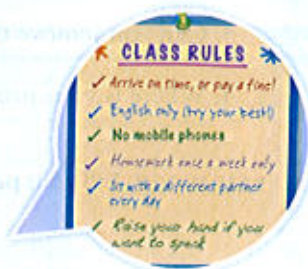 CLASS RULES
✓ Arrive on time, or pay a fine!
✓ English only (try your best!)
✓ No mobile phones
✓ Homework once a week only
✓ Sit with a different partner
every day
✓ Raise your hand if you
want to speak